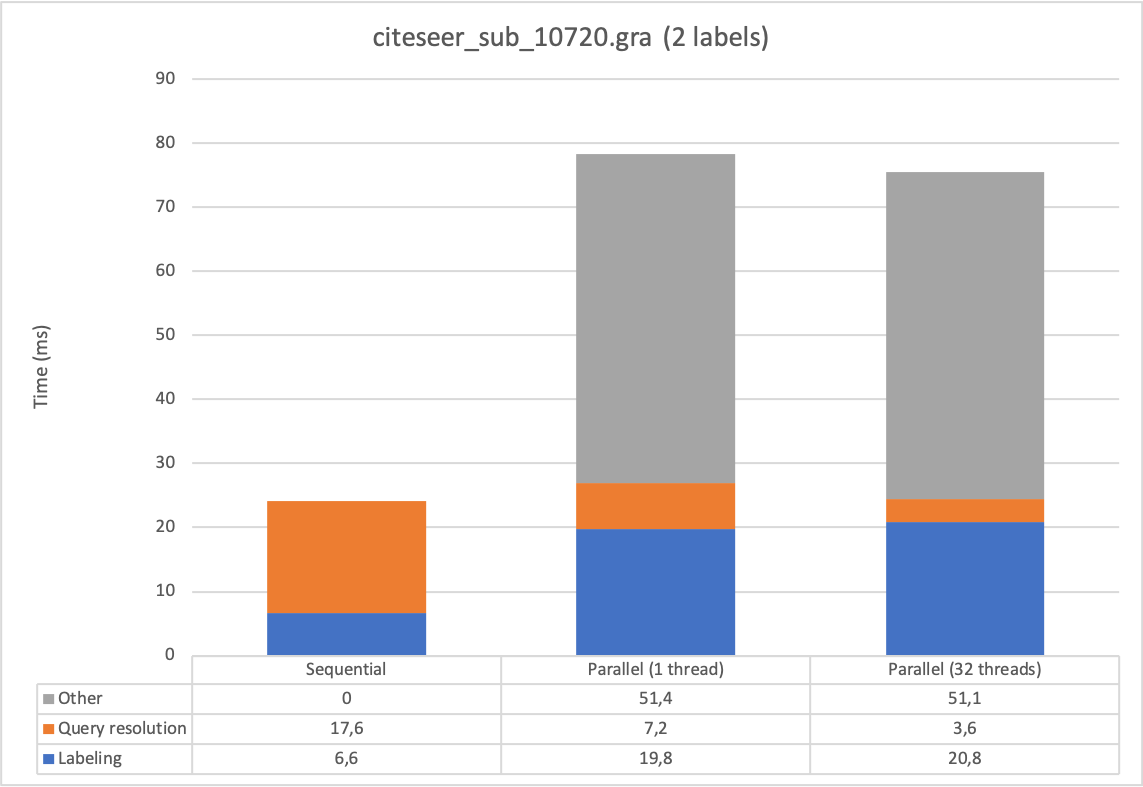 citeseer_sub_10720.gra (2 labels)
90
80
70
60
50
40
30
20
10
0
Time (ms)
Sequential Parallel (1 thread) Parallel (32 threads)
Other 0 51,4 51,1
Query resolution 17,6 7,2 3,6
Labeling 6,6 19,8 20,8